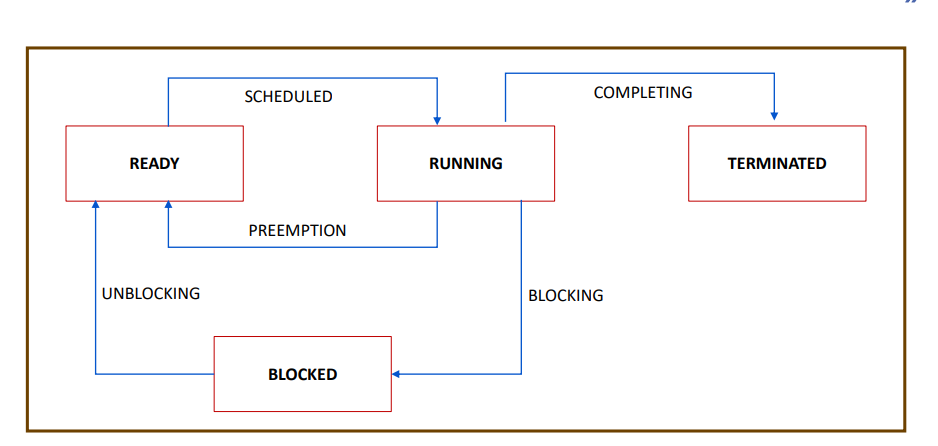 ”
SCHEDULED
COMPLETING
READY
RUNNING
TERMINATED
PREEMPTION
UNBLOCKING
BLOCKING
BLOCKED